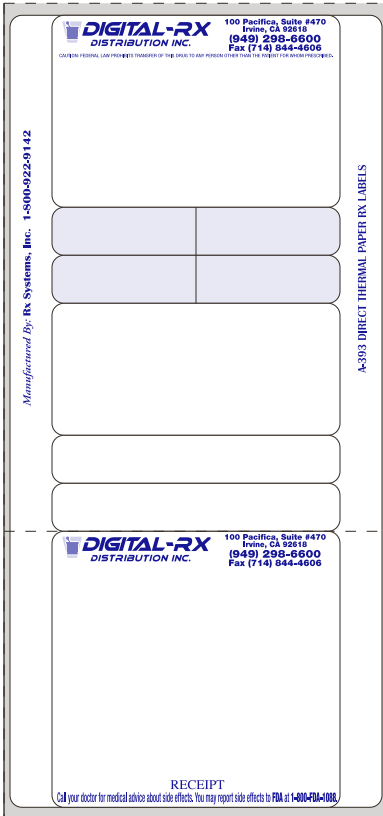 DIGITAL-RX
DISTRIBUTION INC.
100 Pacifica, Suite #470
Irvine, CA 92618
(949) 298-6600
Fax (714) 844-4606
CAUTION: FEDERAL LAW PROHIBITS TRANSFER OF THIS DRUG TO ANY PERSON OTHER THAN THE PATIENT FOR WHOM PRESCRIBED.
Manufactured By: Rx Systems, Inc. 1-800-922-9142
A-393 DIRECT THERMAL PAPER RX LABELS
DIGITAL-RX
DISTRIBUTION INC.
100 Pacifica, Suite #470
Irvine, CA 92618
(949) 298-6600
Fax (714) 844-4606
RECEIPT
Call your doctor for medical advice about side effects. You may report side effects to FDA at 1-800-FDA-1088.